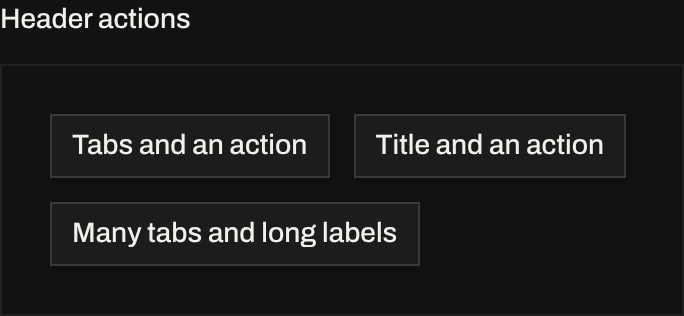 Header actions
Tabs and an action
Title and an action
Many tabs and long labels